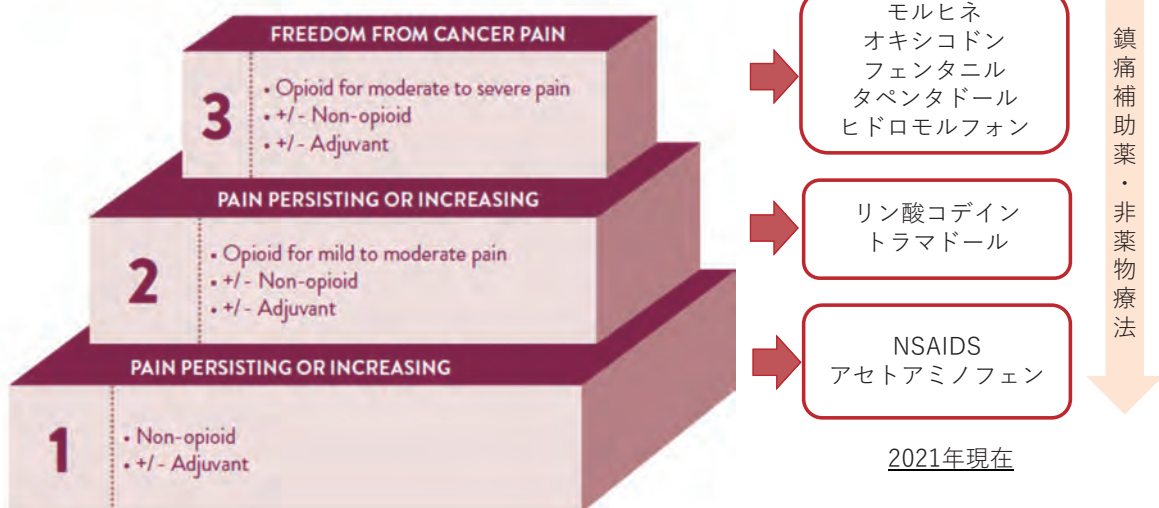 FREEDOM FROM CANCER PAIN
3
• Opioid for moderate to severe pain
• +/- Non-opioid
• +/- Adjuvant
PAIN PERSISTING OR INCREASING
2
• Opioid for mild to moderate pain
• +/- Non-opioid
• +/- Adjuvant
PAIN PERSISTING OR INCREASING
1
• Non-opioid
• +/- Adjuvant
モルヒネ
オキシコドン
フェンタニル
タペンタドール
ヒドロモルフォン
リン酸コデイン
トラマドール
NSAIDS
アセトアミノフェン
2021年現在
鎮痛補助薬・非薬物療法